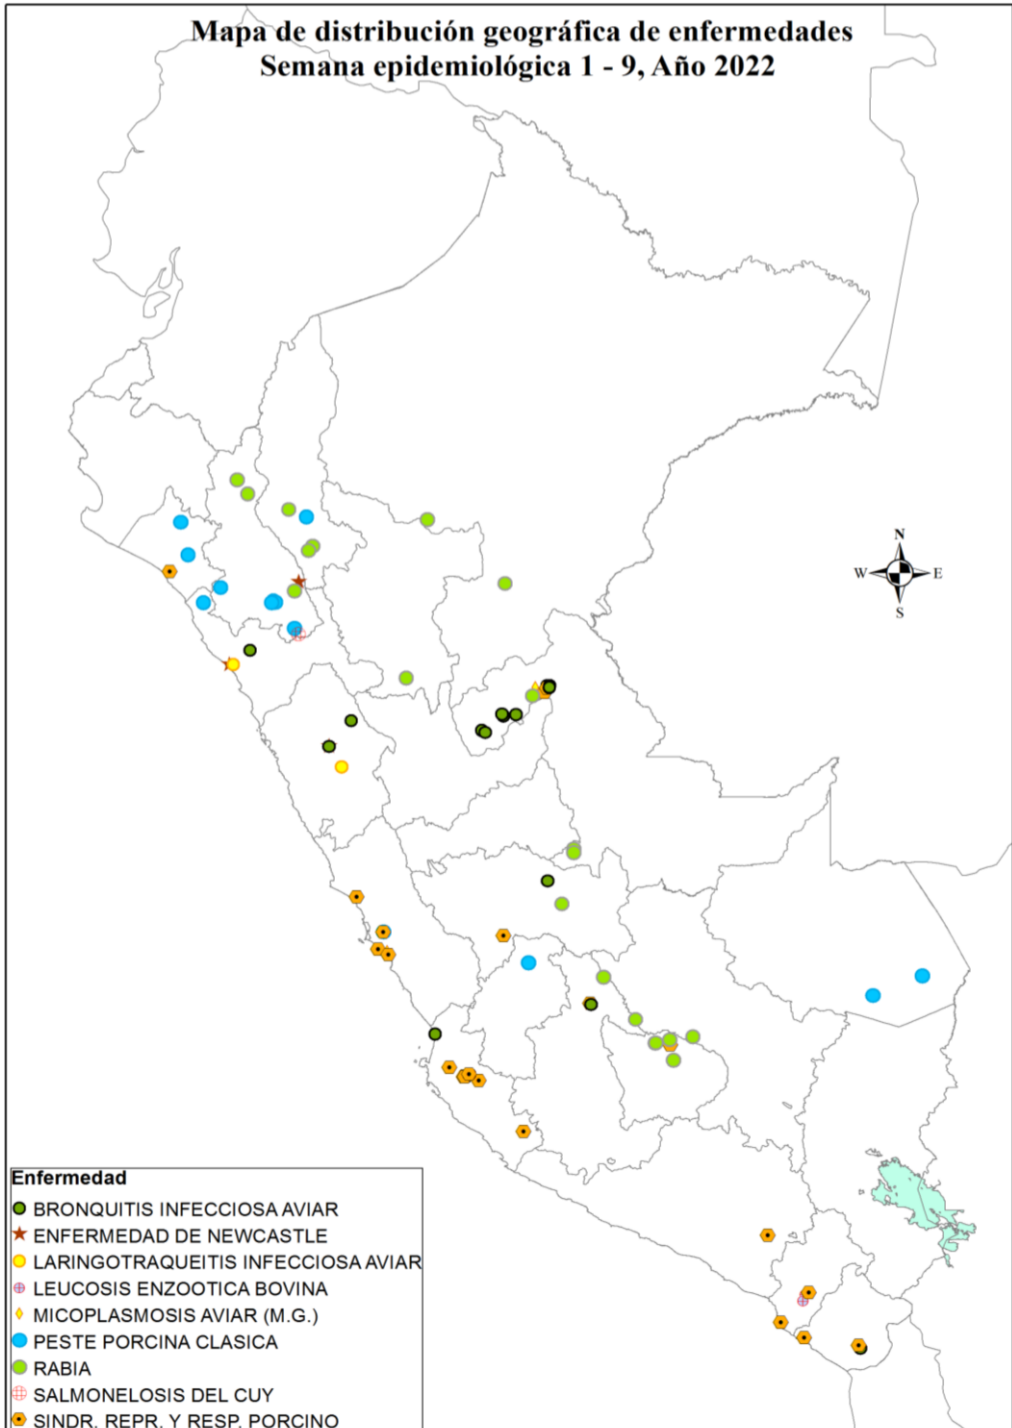 Mapa de distribución geográfica de enfermedades
Semana epidemiológica 1 - 9, Año 2022
N
W E
S
Enfermedad
BRONQUITIS INFECCIOSA AVIAR
ENFERMEDAD DE NEWCASTLE
LARINGOTRAQUEITIS INFECCIOSA AVIAR
LEUCOSIS ENZOOTICA BOVINA
MICOPLASMOSIS AVIAR (M.G.)
PESTE PORCINA CLASICA
RABIA
SALMONELOSIS DEL CUY
SINDR. REPR. Y RESP. PORCINO